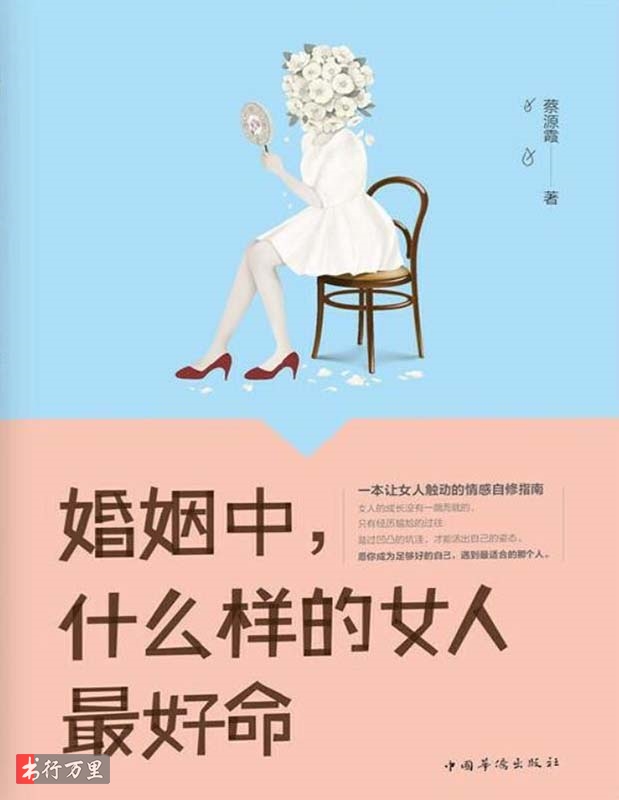 蔡源霞 著
婚姻中，
什么样的女人
最好命
一本让女人触动的情感自修指南
女人的成长没有一蹴而就的，
只有经历尴尬的过往
踏过凹凸的坑洼，才能活出自己的姿态。
愿你成为足够好的自己，遇到最适合的那个人。
书行万里
中国华侨出版社